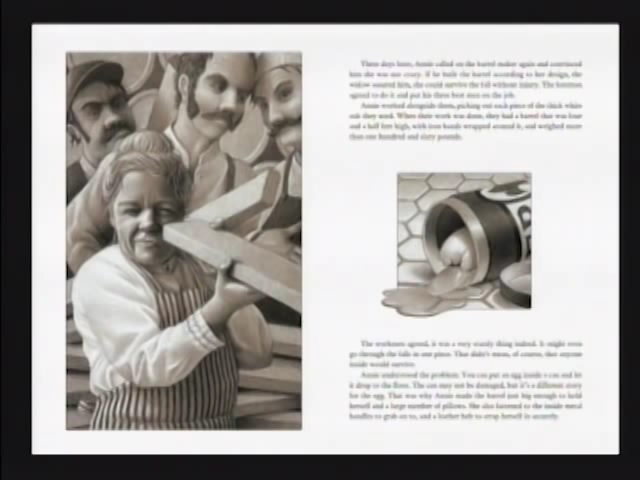 Three days later, Annie called on the barrel maker again and convinced
him she was not crazy. If he built the barrel according to her design, the
widow assured him, she could survive the fall without injury. The foreman
agreed to do it and put his three best men on the job.
Annie worked alongside them, picking out each piece of the thick white
oak they used. When their work was done, they had a barrel that was four
and a half feet high, with iron bands wrapped around it, and weighed more
than one hundred and sixty pounds.
The workmen agreed, it was a very sturdy thing indeed. It might even
go through the falls in one piece. That didn't mean, of course, that anyone
inside would survive.
Annie understood the problem. You can put an egg inside a can and let
it drop to the floor. The can may not be damaged, but it's a different story
for the egg. That was why Annie made the barrel just big enough to hold
herself and a large number of pillows. She also fastened to the inside metal
handles to grab on to, and a leather belt to strap herself in securely.